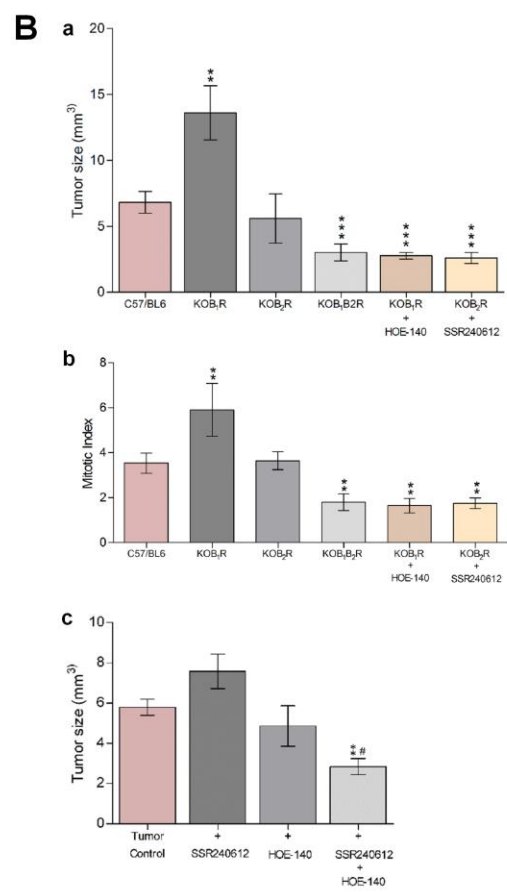 B
a
Tumor size (mm³)
20
15
10
5
0
**
***
***
***
C57/BL6 KOB₁R KOB₂R KOB₁B2R KOB₁R + HOE-140 KOB₂R + SSR240612
b
Mitotic Index
8
6
4
2
0
**
**
**
**
C57/BL6 KOB₁R KOB₂R KOB₁B₂R KOB₁R + HOE-140 KOB₂R + SSR240612
c
Tumor size (mm³)
10
8
6
4
2
0
**#
Tumor + + +
Control SSR240612 HOE-140 SSR240612
+
HOE-140